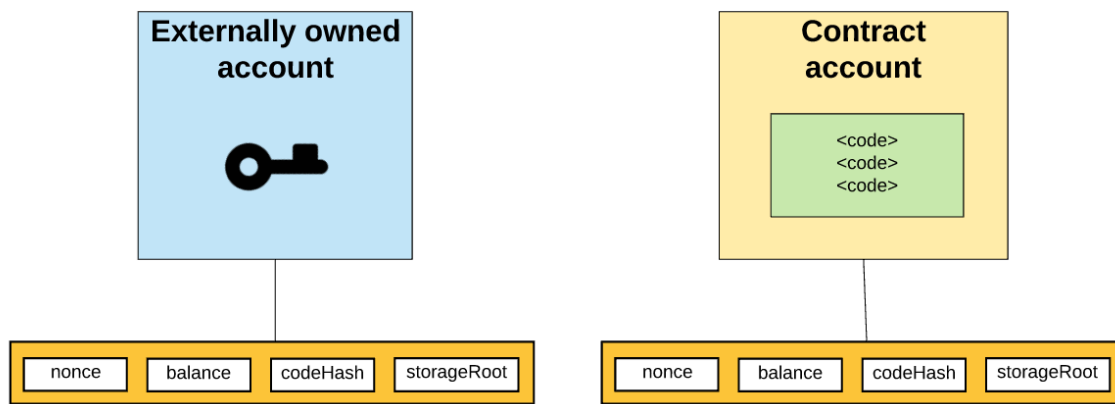 Externally owned
account
Contract
account
<code>
<code>
<code>
nonce
balance
codeHash
storageRoot
nonce
balance
codeHash
storageRoot